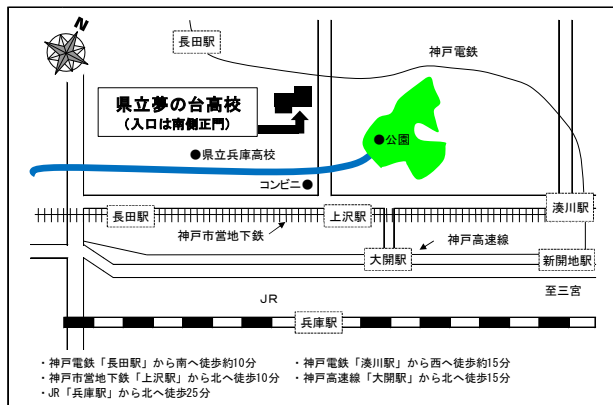 N
長田駅
神戸電鉄
県立夢の台高校
(入口は南側正門)
●公園
●県立兵庫高校
コンビニ●
長田駅
上沢駅
湊川駅
神戸市営地下鉄
神戸高速線
大開駅
新開地駅
至三宮
JR
兵庫駅
・神戸電鉄「長田駅」から南へ徒歩約10分
・神戸電鉄「湊川駅」から西へ徒歩約15分
・神戸市営地下鉄「上沢駅」から北へ徒歩10分
・神戸高速線「大開駅」から北へ徒歩15分
・JR「兵庫駅」から北へ徒歩25分